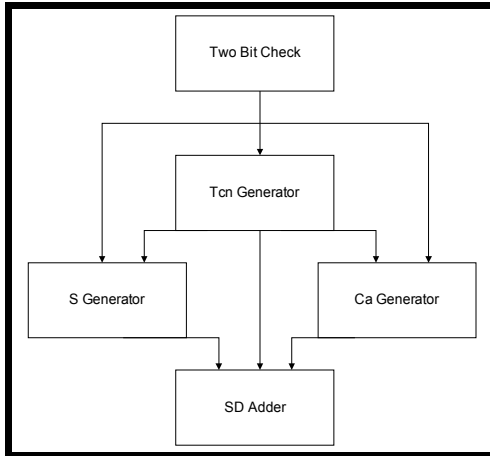 Two Bit Check
Tcn Generator
S Generator
Ca Generator
SD Adder